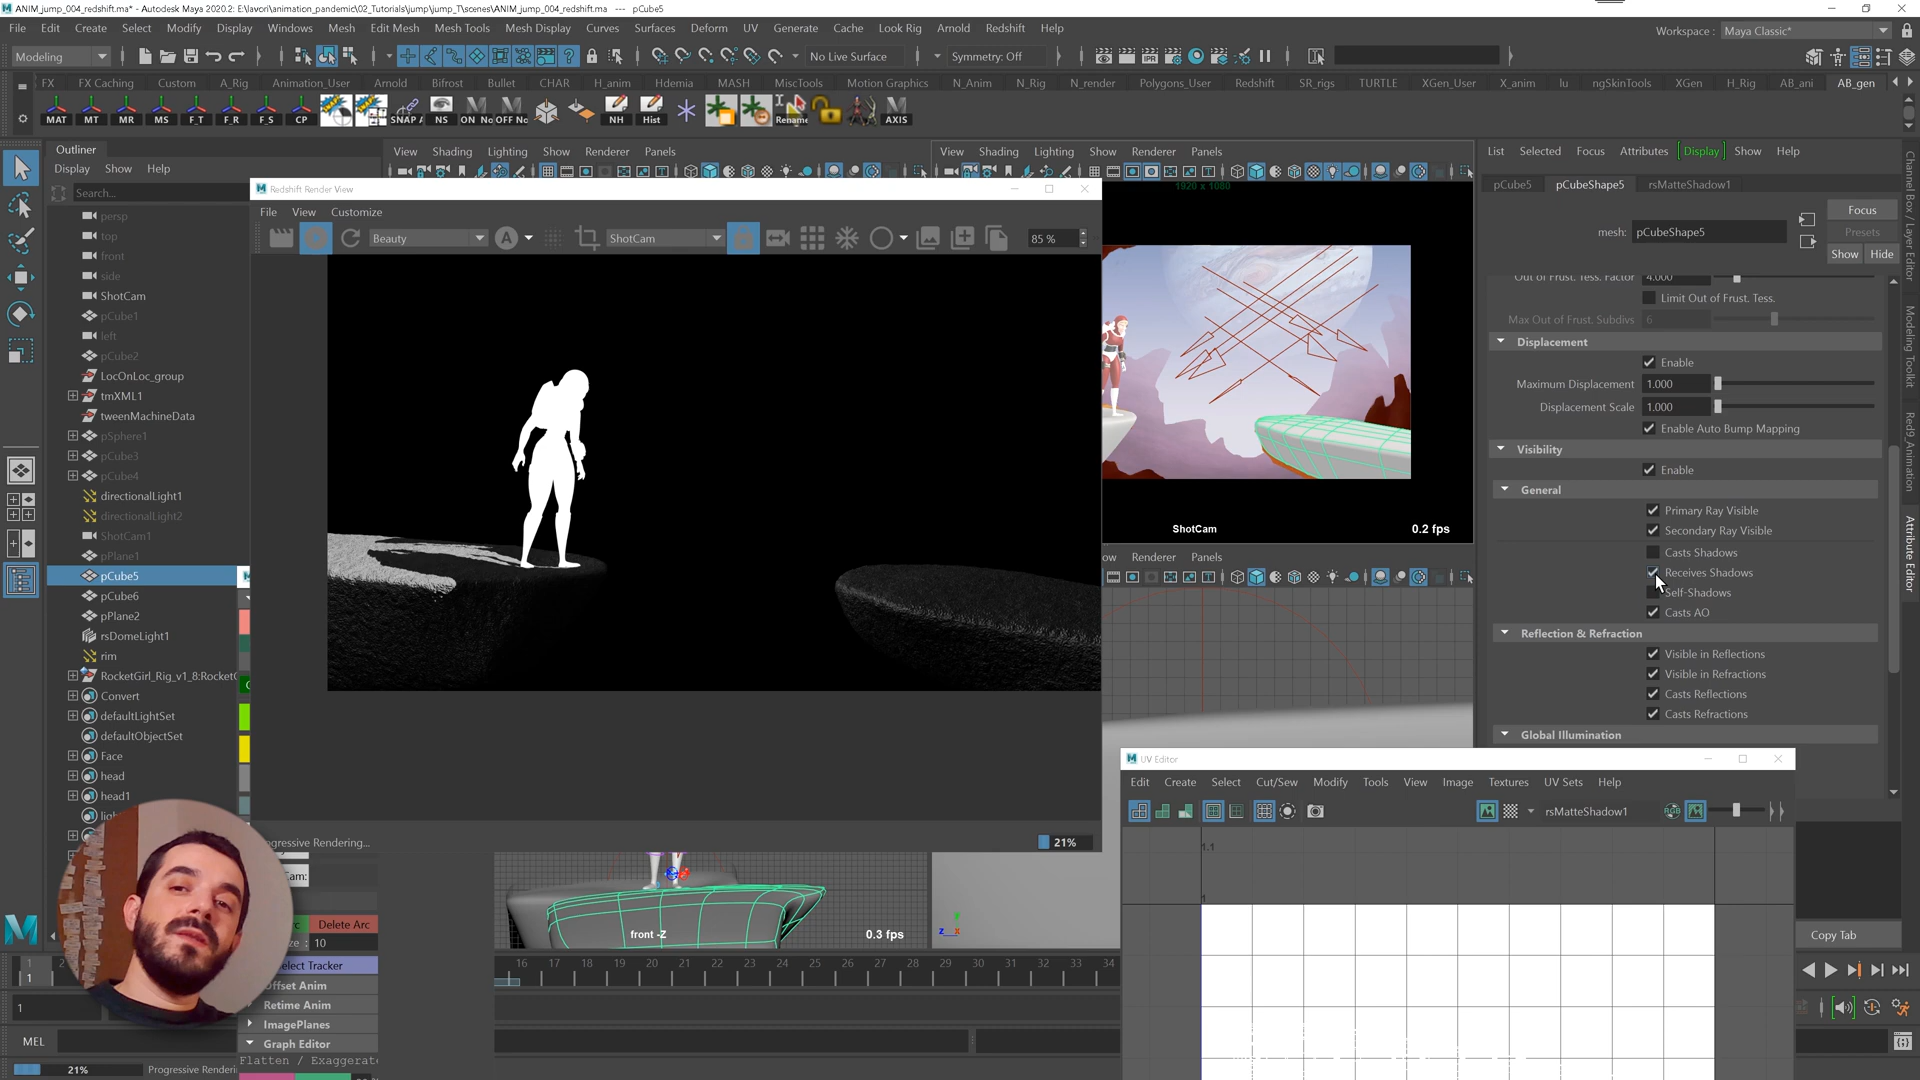 ANIM_jump_004_redshift.ma* - Autodesk Maya 2020.2: E:\lavori\animation_pandemic\02_Tutorials\jump\jump_T\scenes\ANIM_jump_004_redshift.ma --- pCube5
File Edit Create Select Modify Display Windows Mesh Edit Mesh Mesh Tools Mesh Display Curves Surfaces Deform UV Generate Cache Look Rig Arnold Redshift Help
Workspace : Maya Classic*
Modeling
No Live Surface
Symmetry: Off
FX FX Caching Custom A_Rig Animation_User Arnold Bifrost Bullet CHAR H_anim Hdemia MASH MiscTools Motion Graphics N_Anim N_Rig N_render Polygons_User Redshift SR_rigs TURTLE XGen_User X_anim lu ngSkinTools XGen H_Rig AB_ani AB_gen
MAT MT MR MS F_T F_R F_S CP SNAP NS ON Nc OFF Nc NH Hist Rename AXIS
Outliner
Display Show Help
Search...
persp
top
front
side
ShotCam
pCube1
left
pCube2
LocOnLoc_group
tmXML1
tweenMachineData
pSphere1
pCube3
pCube4
directionalLight1
directionalLight2
ShotCam1
pPlane1
pCube5
pCube6
pPlane2
rsDomeLight1
rim
RocketGirl_Rig_v1_8:Rocket
Convert
defaultLightSet
defaultObjectSet
Face
head
head1
View Shading Lighting Show Renderer Panels
Redshift Render View
File View Customize
Beauty
A
ShotCam
85 %
gressive Rendering...
21%
View Shading Lighting Show Renderer Panels
1920 x 1080
ShotCam
0.2 fps
ow Renderer Panels
List Selected Focus Attributes Display Show Help
pCube5 pCubeShape5 rsMatteShadow1
mesh: pCubeShape5
Focus
Presets
Show Hide
Out of Frust. Tess. Factor 4.000
Limit Out of Frust. Tess.
Max Out of Frust. Subdivs 6
Displacement
Enable
Maximum Displacement 1.000
Displacement Scale 1.000
Enable Auto Bump Mapping
Visibility
Enable
General
Primary Ray Visible
Secondary Ray Visible
Casts Shadows
Receives Shadows
Self-Shadows
Casts AO
Reflection & Refraction
Visible in Reflections
Visible in Refractions
Casts Reflections
Casts Refractions
Global Illumination
Channel Box / Layer Editor
Modeling Toolkit
Red9_Animation
Attribute Editor
UV Editor
Edit Create Select Cut/Sew Modify Tools View Image Textures UV Sets Help
rsMatteShadow1
1.1
1
Copy Tab
am:
Delete Arc
10
elect Tracker
ffset Anim
Retime Anim
ImagePlanes
Graph Editor
Flatten / Exaggerate
front -Z
0.3 fps
z x
1
16 17 18 19 20 21 22 23 24 25 26 27 28 29 30 31 32 33 34
1
MEL
21%
Progressive Renderi